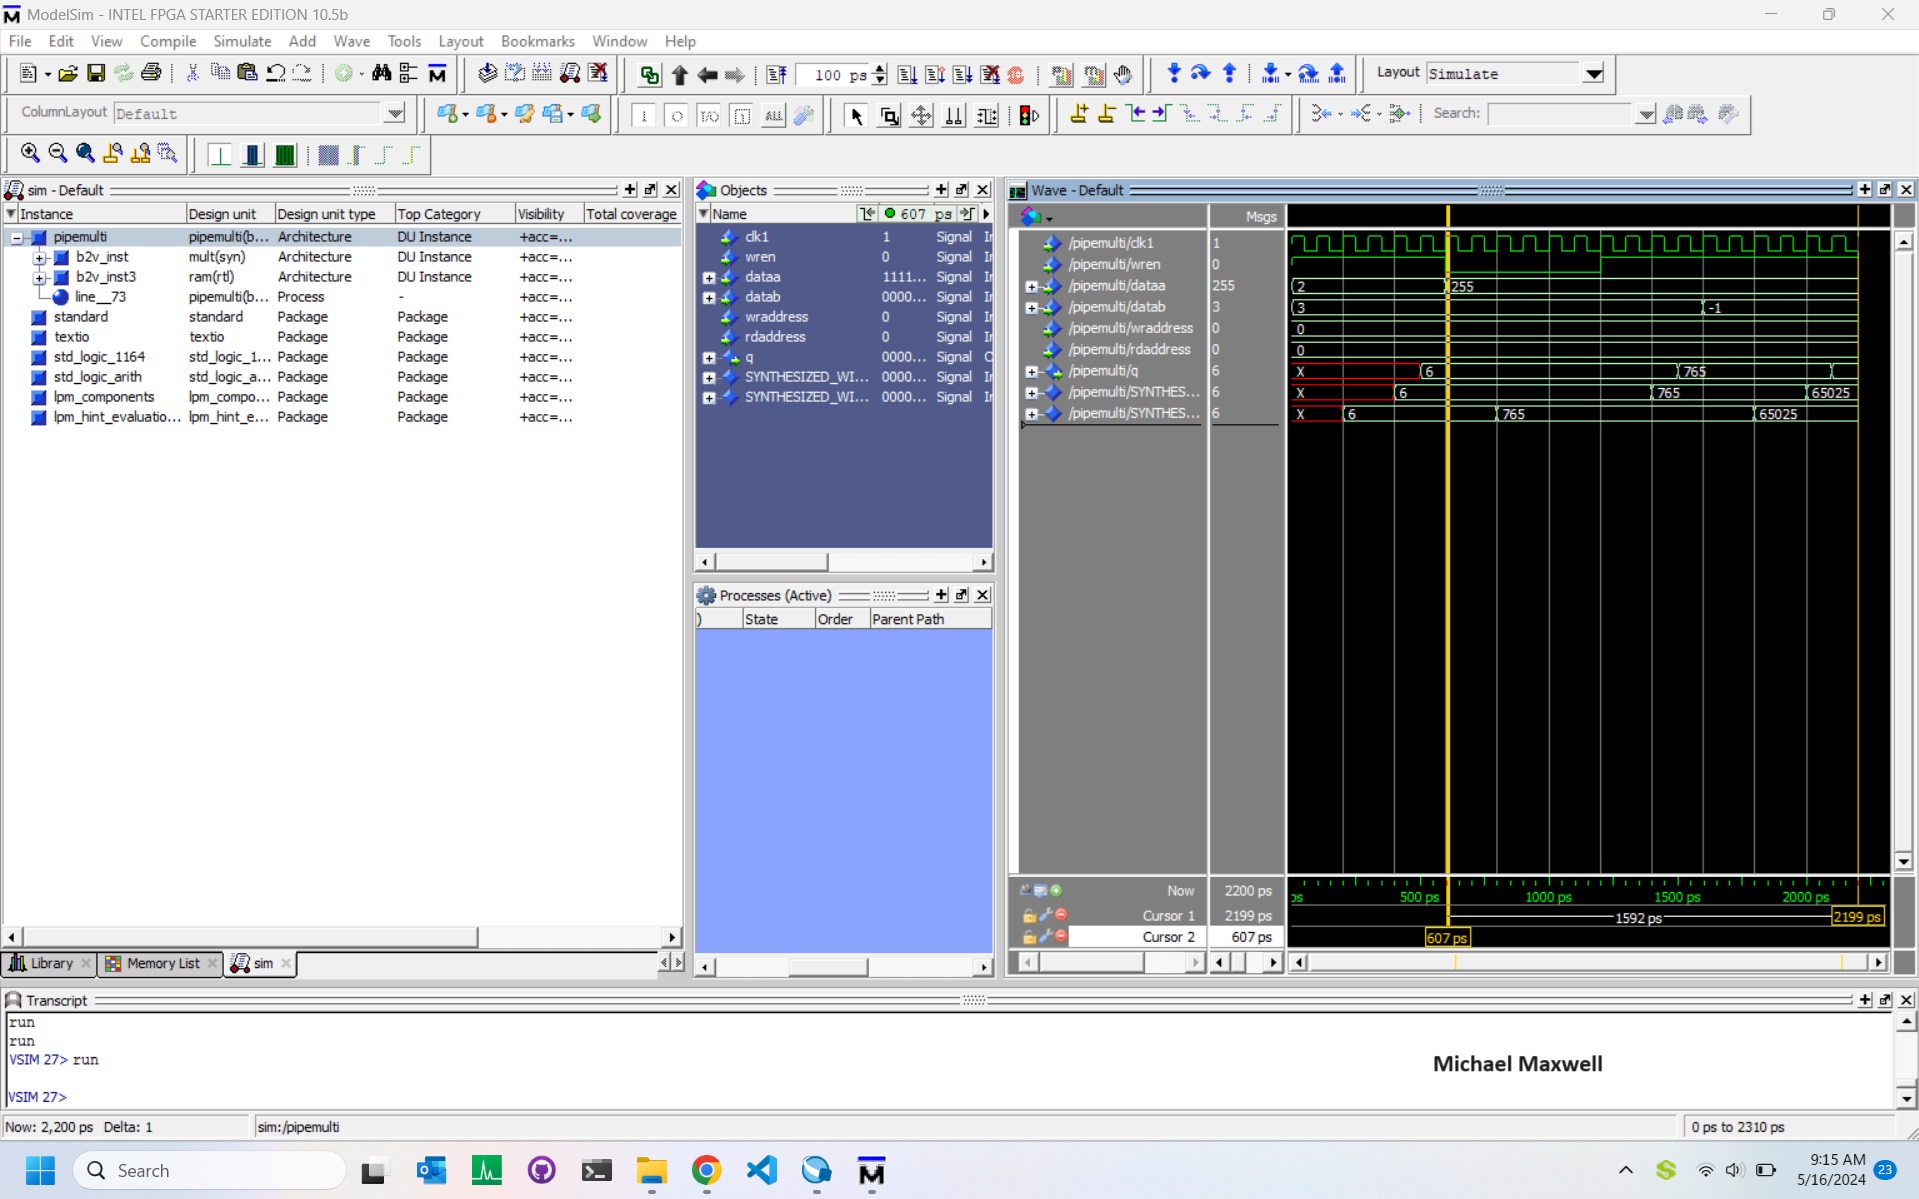 ModelSim - INTEL FPGA STARTER EDITION 10.5b
File Edit View Compile Simulate Add Wave Tools Layout Bookmarks Window Help
100 ps
Layout Simulate
ColumnLayout Default
ALL
Search:
sim - Default
Instance Design unit Design unit type Top Category Visibility Total coverage
pipemulti pipemulti(b... Architecture DU Instance +acc=...
b2v_inst mult(syn) Architecture DU Instance +acc=...
b2v_inst3 ram(rtl) Architecture DU Instance +acc=...
line__73 pipemulti(b... Process - +acc=...
standard standard Package Package +acc=...
textio textio Package Package +acc=...
std_logic_1164 std_logic_1... Package Package +acc=...
std_logic_arith std_logic_a... Package Package +acc=...
lpm_components lpm_compo... Package Package +acc=...
lpm_hint_evaluatio... lpm_hint_e... Package Package +acc=...
Library
Memory List
sim
Objects
Name 607 ps
clk1 1 Signal Ir
wren 0 Signal Ir
dataa 1111... Signal Ir
datab 0000... Signal Ir
wraddress 0 Signal Ir
rdaddress 0 Signal Ir
q 0000... Signal O
SYNTHESIZED_WI... 0000... Signal Ir
SYNTHESIZED_WI... 0000... Signal Ir
Processes (Active)
) State Order Parent Path
Wave - Default
Msgs
/pipemulti/clk1 1
/pipemulti/wren 0
/pipemulti/dataa 255 2 255
/pipemulti/datab 3 3 -1
/pipemulti/wraddress 0 0
/pipemulti/rdaddress 0 0
/pipemulti/q 6 X 6 765
/pipemulti/SYNTHES... 6 X 6 765 65025
/pipemulti/SYNTHES... 6 X 6 765 65025
Now 2200 ps ps 500 ps 1000 ps 1500 ps 2000 ps
Cursor 1 2199 ps 1592 ps 2199 ps
Cursor 2 607 ps 607 ps
Transcript
run
run
VSIM 27> run
Michael Maxwell
VSIM 27>
Now: 2,200 ps Delta: 1 sim:/pipemulti 0 ps to 2310 ps
Search
9:15 AM
5/16/2024
23